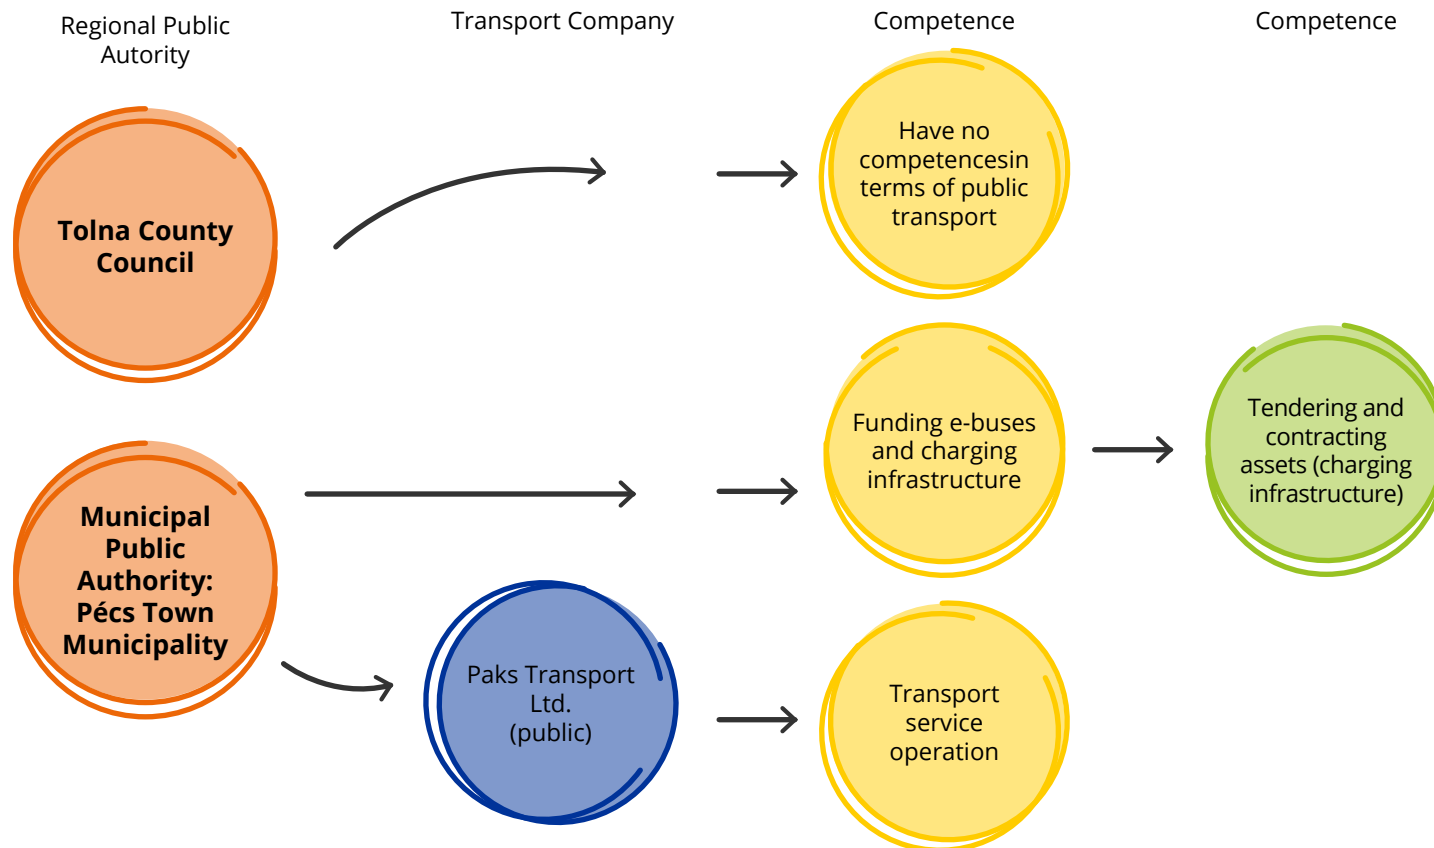 Regional Public
Autority
Transport Company
Competence
Competence
Tolna County
Council
Have no
competencesin
terms of public
transport
Municipal
Public
Authority:
Pécs Town
Municipality
Funding e-buses
and charging
infrastructure
Tendering and
contracting
assets (charging
infrastructure)
Paks Transport
Ltd.
(public)
Transport
service
operation